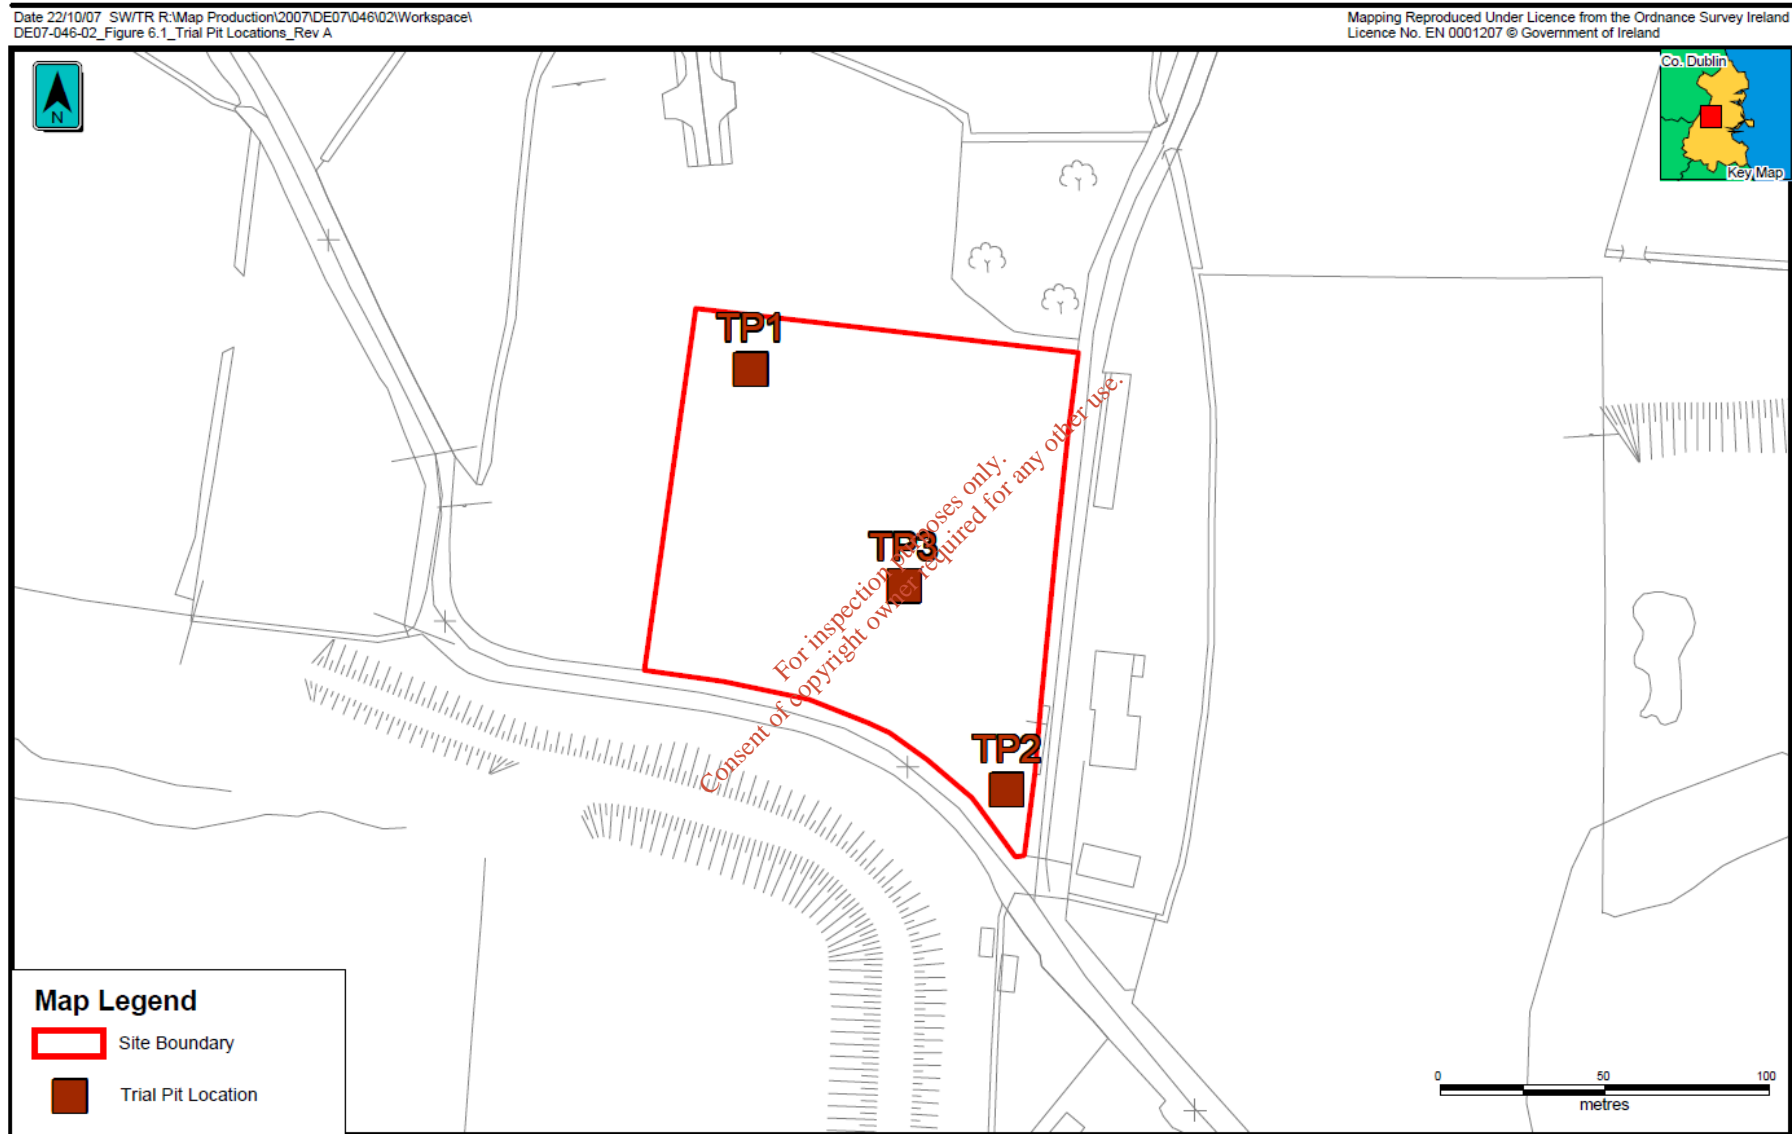 Date 22/10/07 SW/TR R:\Map Production\2007\DE07\046\02\Workspace\
DE07-046-02_Figure 6.1_Trial Pit Locations_Rev A
Mapping Reproduced Under Licence from the Ordnance Survey Ireland
Licence No. EN 0001207 © Government of Ireland
N
Co. Dublin
Key Map
TP1
TP3
TP2
For inspection purposes only.
Consent of copyright owner required for any other use.
Map Legend
Site Boundary
Trial Pit Location
0 50 100
metres